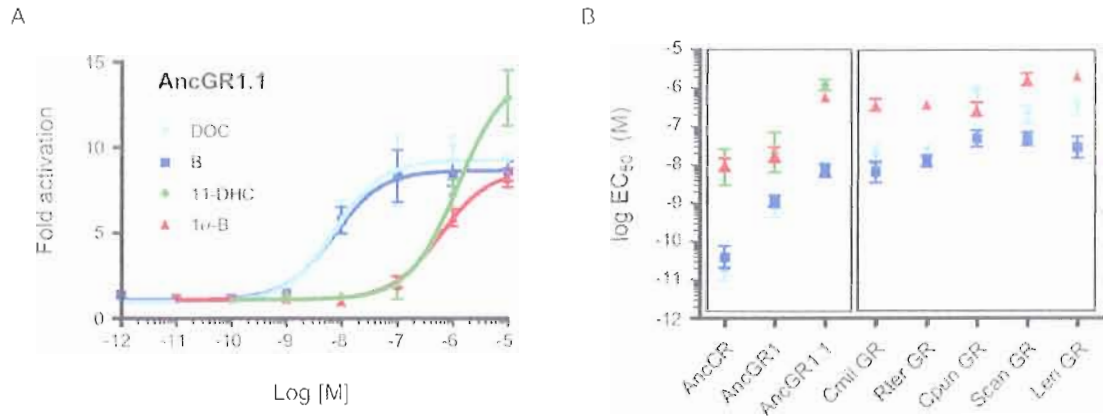 A
B
15
10
5
0
Fold activation
AncGR1.1
DOC
B
11-DHC
1α-B
-12 -11 -10 -9 -8 -7 -6 -5
Log [M]
log EC50 (M)
-5
-6
-7
-8
-9
-10
-11
-12
AncCR AncGR1 AncGR1.1 Cmil GR Rter GR Cpun GR Scan GR Leri GR